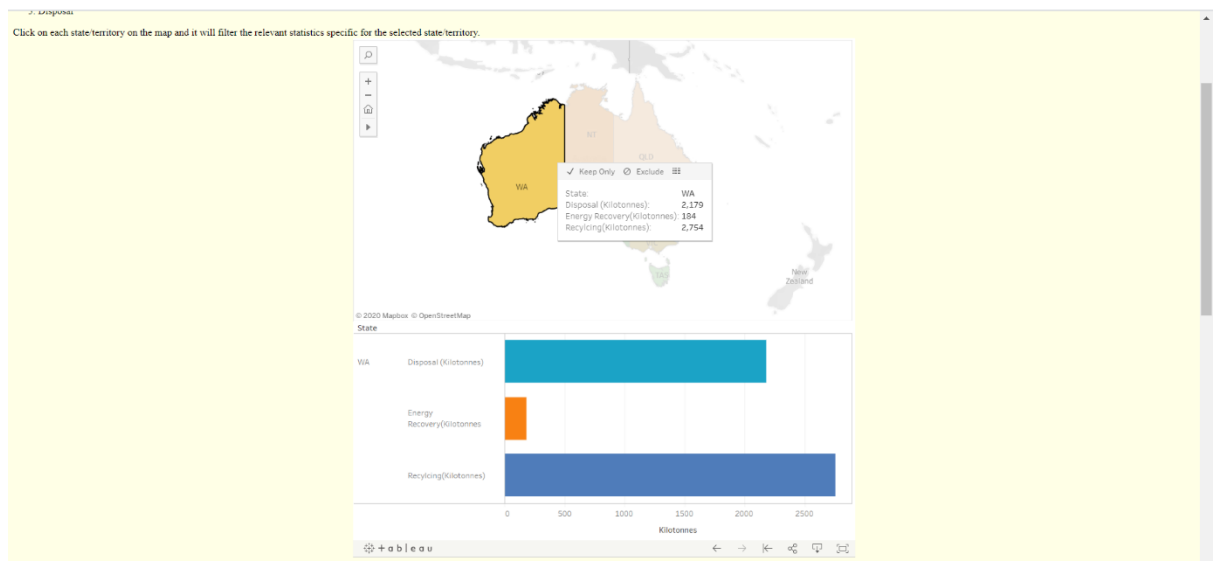 Disposal
Click on each state/territory on the map and it will filter the relevant statistics specific for the selected state/territory.
NT
QLD
WA
Keep Only Exclude
State: WA
Disposal (Kilotonnes): 2,179
Energy Recovery(Kilotonnes): 184
Recylcing(Kilotonnes): 2,754
New
Zealand
© 2020 Mapbox © OpenStreetMap
State
WA Disposal (Kilotonnes)
Energy
Recovery(Kilotonnes
Recylcing(Kilotonnes)
0 500 1000 1500 2000 2500
Kilotonnes
+ a b | e a u